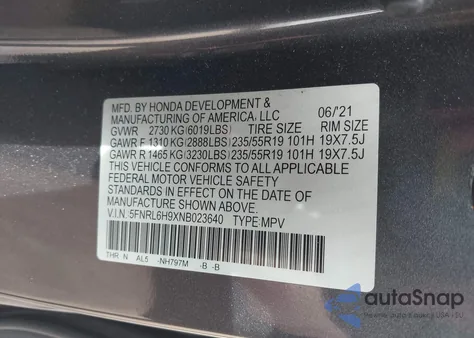 MFD. BY HONDA DEVELOPMENT &
MANUFACTURING OF AMERICA, LLC 06/'21
GVWR 2730 KG (6019LBS) TIRE SIZE RIM SIZE
GAWR F 1310 KG (2888LBS) 235/55R19 101H 19X7.5J
GAWR R 1465 KG (3230LBS) 235/55R19 101H 19X7.5J
THIS VEHICLE CONFORMS TO ALL APPLICABLE
FEDERAL MOTOR VEHICLE SAFETY
STANDARDS IN EFFECT ON THE DATE OF
MANUFACTURE SHOWN ABOVE.
V.I.N. 5FNRL6H9XNB023640 TYPE:MPV
THR N AL5 -NH797M -B -B
autoSnap